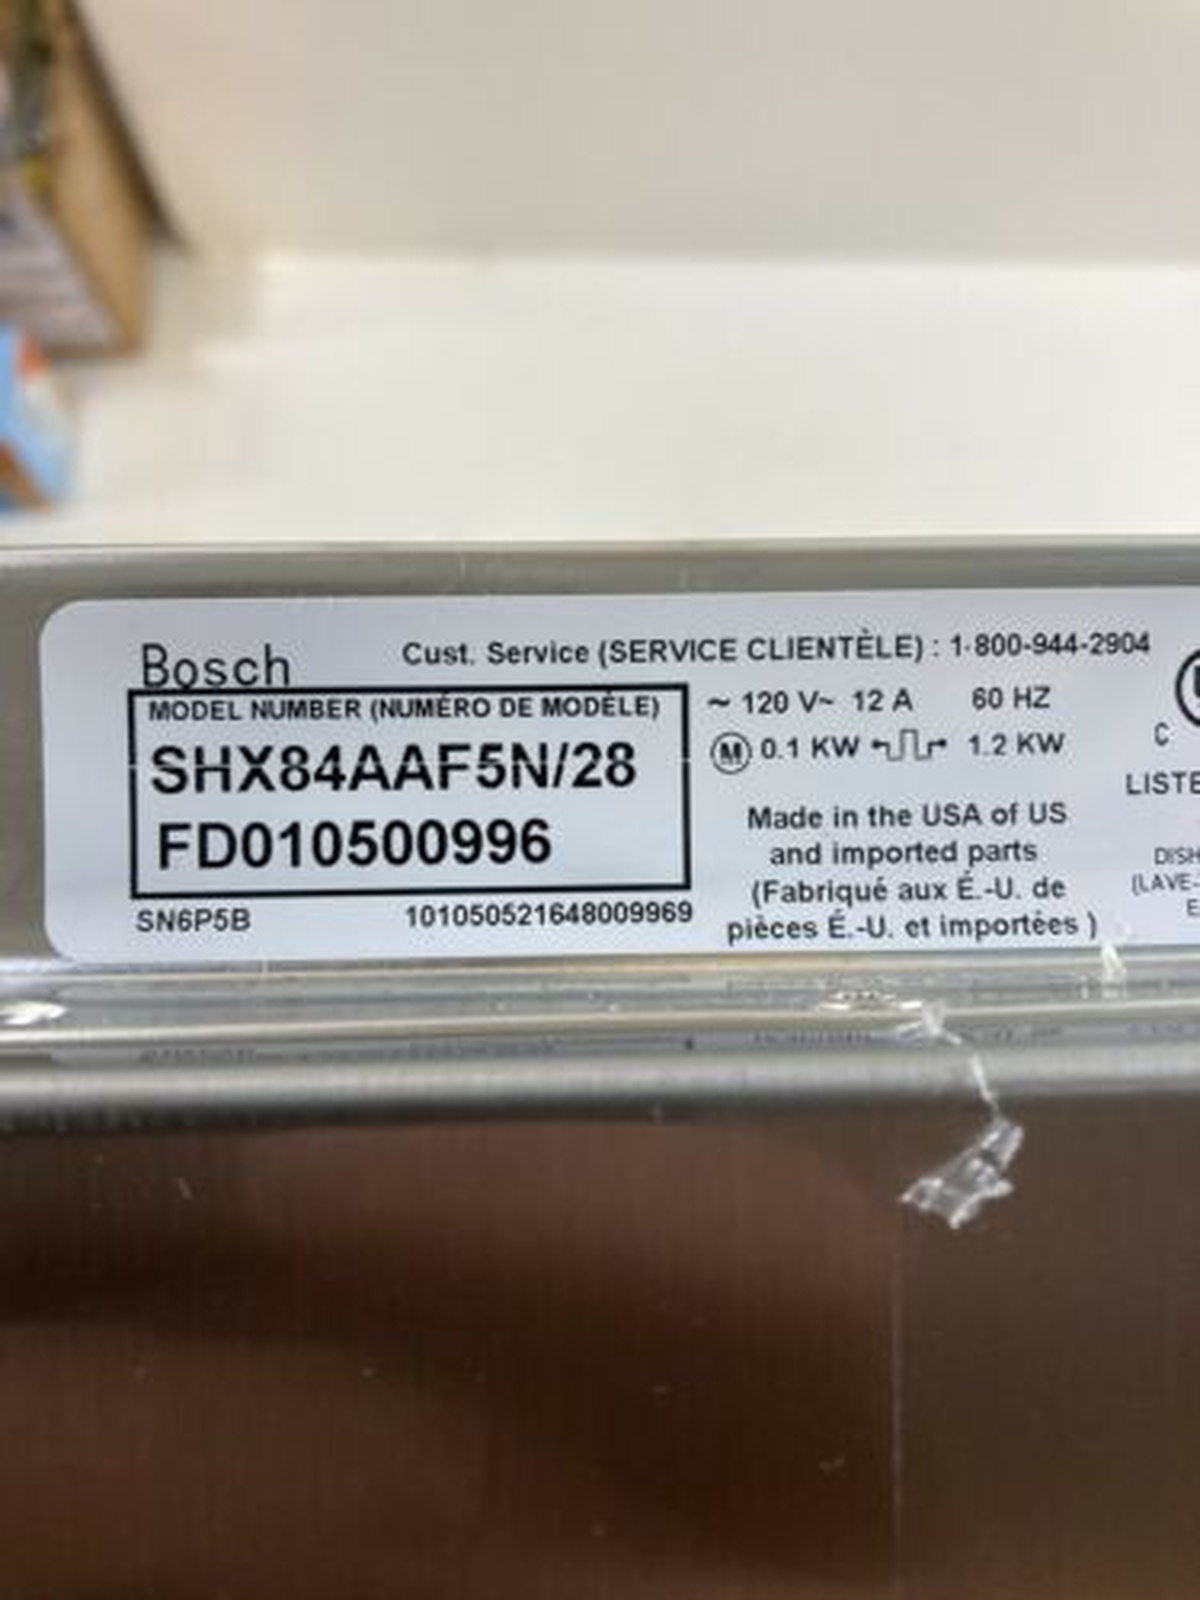 Bosch Cust. Service (SERVICE CLIENTÈLE) : 1-800-944-2904
MODEL NUMBER (NUMÉRO DE MODÈLE)
SHX84AAF5N/28
FD010500996
SN6P5B 101050521648009969
~ 120 V~ 12 A 60 HZ
M 0.1 KW 1.2 KW
Made in the USA of US
and imported parts
(Fabriqué aux É.-U. de
pièces É.-U. et importées )
C
LISTE
DISH
(LAVE-
E